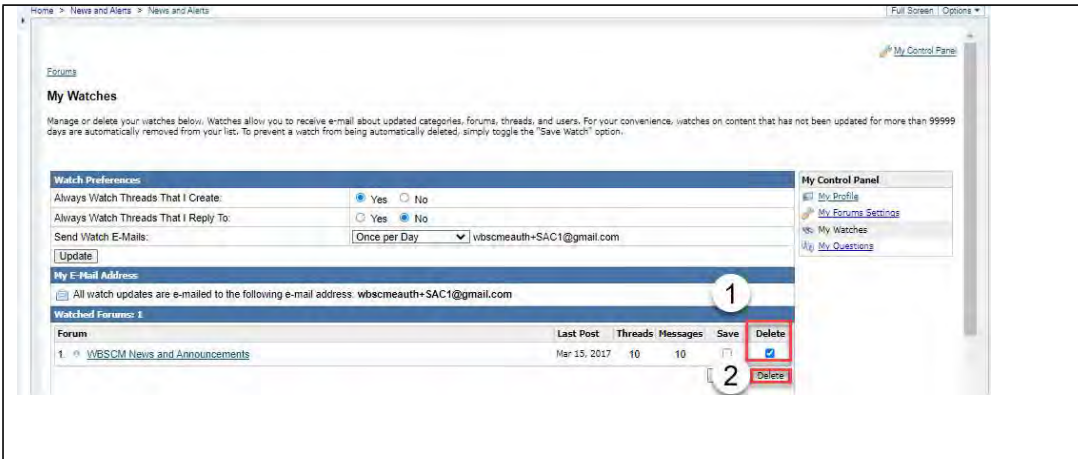 Home > News and Alerts > News and Alerts
Full Screen Options
My Control Panel
Forums
My Watches
Manage or delete your watches below. Watches allow you to receive e-mail about updated categories, forums, threads, and users. For your convenience, watches on content that has not been updated for more than 99999
days are automatically removed from your list. To prevent a watch from being automatically deleted, simply toggle the "Save Watch" option.
Watch Preferences
Always Watch Threads That I Create: Yes No
Always Watch Threads That I Reply To: Yes No
Send Watch E-Mails: Once per Day wbscmeauth+SAC1@gmail.com
Update
My E-Mail Address
All watch updates are e-mailed to the following e-mail address: wbscmeauth+SAC1@gmail.com
Watched Forums: 1
1
Forum Last Post Threads Messages Save Delete
1. WBSCM News and Announcements Mar 15, 2017 10 10
2 Delete
My Control Panel
My Profile
My Forums Settings
My Watches
My Questions